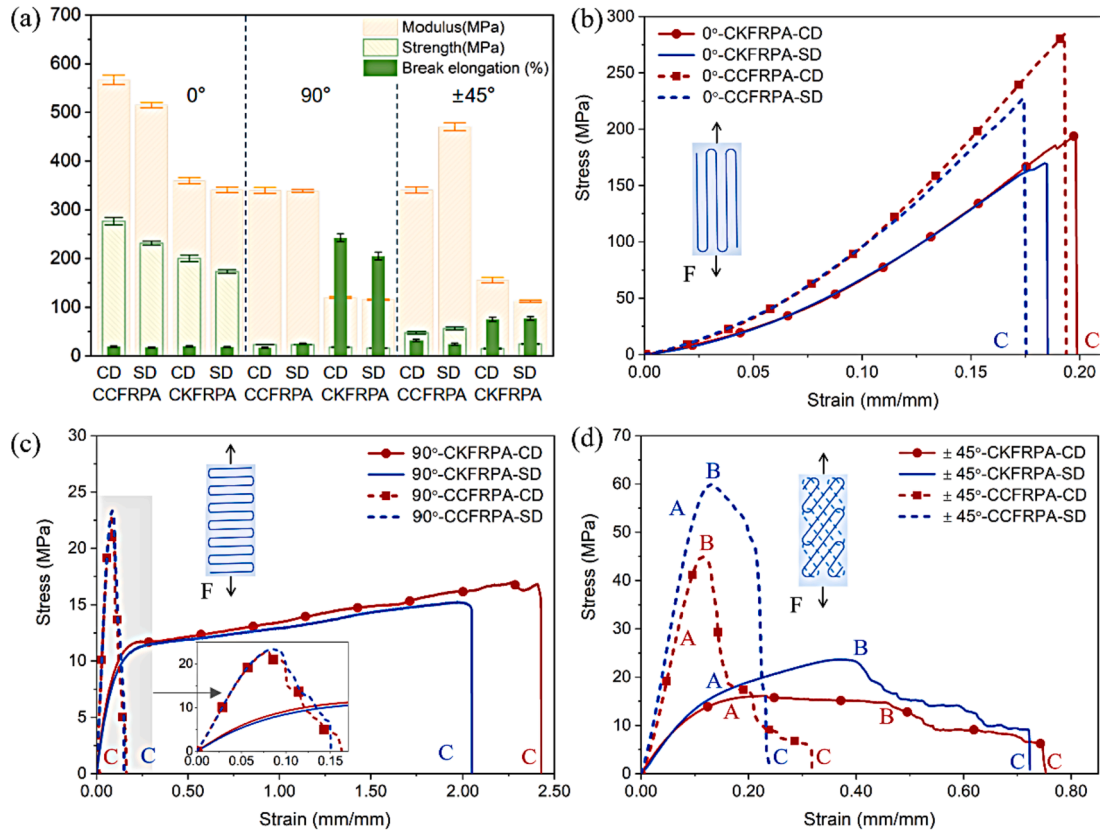 (a)
700
600
500
400
300
200
100
0
Modulus(MPa)
Strength(MPa)
Break elongation (%)
0° 90° ±45°
CD SD CD SD CD SD CD SD CD SD CD SD
CCFRPA CKFRPA CCFRPA CKFRPA CCFRPA CKFRPA
(b)
Stress (MPa)
300
250
200
150
100
50
0
0°-CKFRPA-CD
0°-CKFRPA-SD
0°-CCFRPA-CD
0°-CCFRPA-SD
F
C C
0.00 0.05 0.10 0.15 0.20
Strain (mm/mm)
(c)
Stress (MPa)
30
25
20
15
10
5
0
90°-CKFRPA-CD
90°-CKFRPA-SD
90°-CCFRPA-CD
90°-CCFRPA-SD
F
20
10
0
0.00 0.05 0.10 0.15
C C C C
0.00 0.50 1.00 1.50 2.00 2.50
Strain (mm/mm)
(d)
Stress (MPa)
70
60
50
40
30
20
10
0
± 45°-CKFRPA-CD
± 45°-CKFRPA-SD
± 45°-CCFRPA-CD
± 45°-CCFRPA-SD
B
A
B
F
A
B
A
A
B
C C C C
0.00 0.20 0.40 0.60 0.80
Strain (mm/mm)